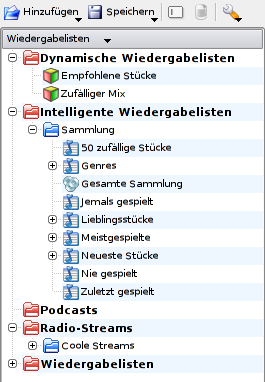 Hinzufügen Speichern
Wiedergabelisten
Dynamische Wiedergabelisten
Empfohlene Stücke
Zufälliger Mix
Intelligente Wiedergabelisten
Sammlung
50 zufällige Stücke
Genres
Gesamte Sammlung
Jemals gespielt
Lieblingsstücke
Meistgespielte
Neueste Stücke
Nie gespielt
Zuletzt gespielt
Podcasts
Radio-Streams
Coole Streams
Wiedergabelisten